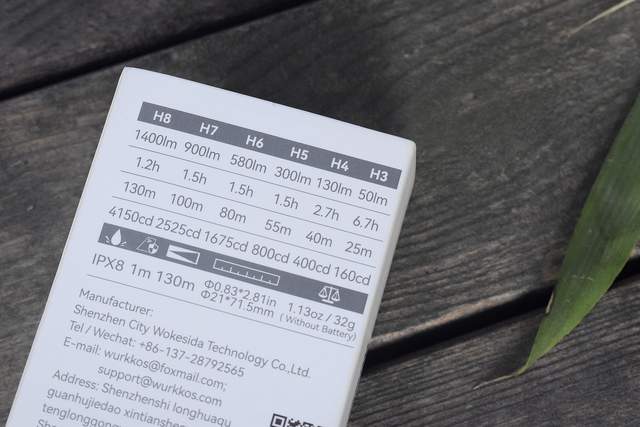 H8 H7 H6 H5 H4 H3
1400lm 900lm 580lm 300lm 130lm 50lm
1.2h 1.5h 1.5h 1.5h 2.7h 6.7h
130m 100m 80m 55m 40m 25m
4150cd 2525cd 1675cd 800cd 400cd 160cd
IPX8 1m 130m Φ0.83*2.81in 1.13oz / 32g
Φ21*71.5mm ( Without Battery)
Manufacturer:
Shenzhen City Wokesida Technology Co.,Ltd.
Tel / Wechat: +86-137-28792565
E-mail: wurkkos@foxmail.com;
support@wurkkos.com
Address: Shenzhenshi longhuaqu
guanhujiedao xintianshe